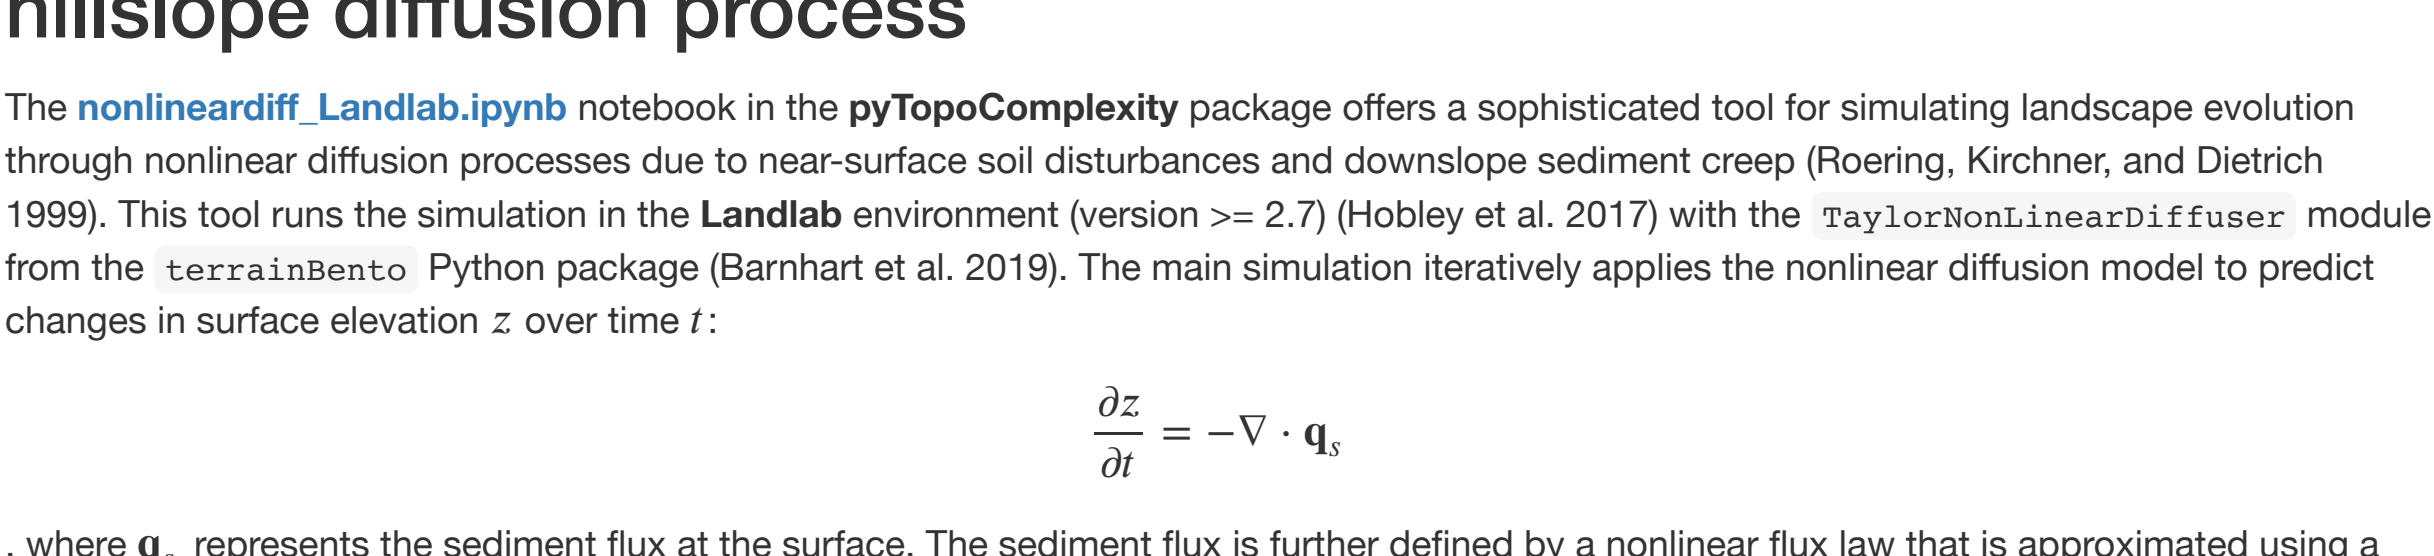 hillslope diffusion process
The nonlineardiff_Landlab.ipynb notebook in the pyTopoComplexity package offers a sophisticated tool for simulating landscape evolution
through nonlinear diffusion processes due to near-surface soil disturbances and downslope sediment creep (Roering, Kirchner, and Dietrich
1999). This tool runs the simulation in the Landlab environment (version >= 2.7) (Hobley et al. 2017) with the TaylorNonLinearDiffuser module
from the terrainBento Python package (Barnhart et al. 2019). The main simulation iteratively applies the nonlinear diffusion model to predict
changes in surface elevation z over time t:
∂z/∂t = −∇ · q_s
, where q_s represents the sediment flux at the surface. The sediment flux is further defined by a nonlinear flux law that is approximated using a